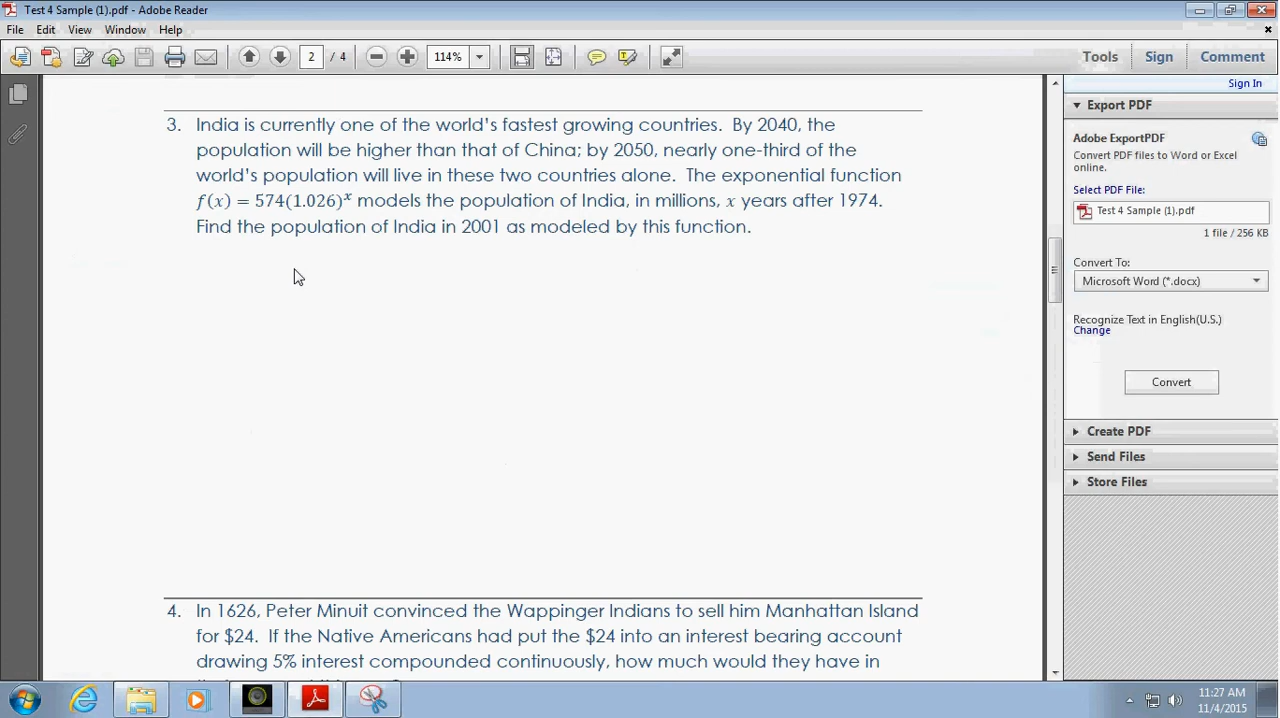 Test 4 Sample (1).pdf - Adobe Reader
File Edit View Window Help
2 / 4 114% Tools Sign Comment
Sign In
Export PDF
Adobe ExportPDF
Convert PDF files to Word or Excel
online.
Select PDF File:
Test 4 Sample (1).pdf
1 file / 256 KB
Convert To:
Microsoft Word (*.docx)
Recognize Text in English(U.S.)
Change
Convert
Create PDF
Send Files
Store Files
3. India is currently one of the world's fastest growing countries. By 2040, the
population will be higher than that of China; by 2050, nearly one-third of the
world's population will live in these two countries alone. The exponential function
f(x) = 574(1.026)^x models the population of India, in millions, x years after 1974.
Find the population of India in 2001 as modeled by this function.
4. In 1626, Peter Minuit convinced the Wappinger Indians to sell him Manhattan Island
for $24. If the Native Americans had put the $24 into an interest bearing account
drawing 5% interest compounded continuously, how much would they have in
11:27 AM
11/4/2015